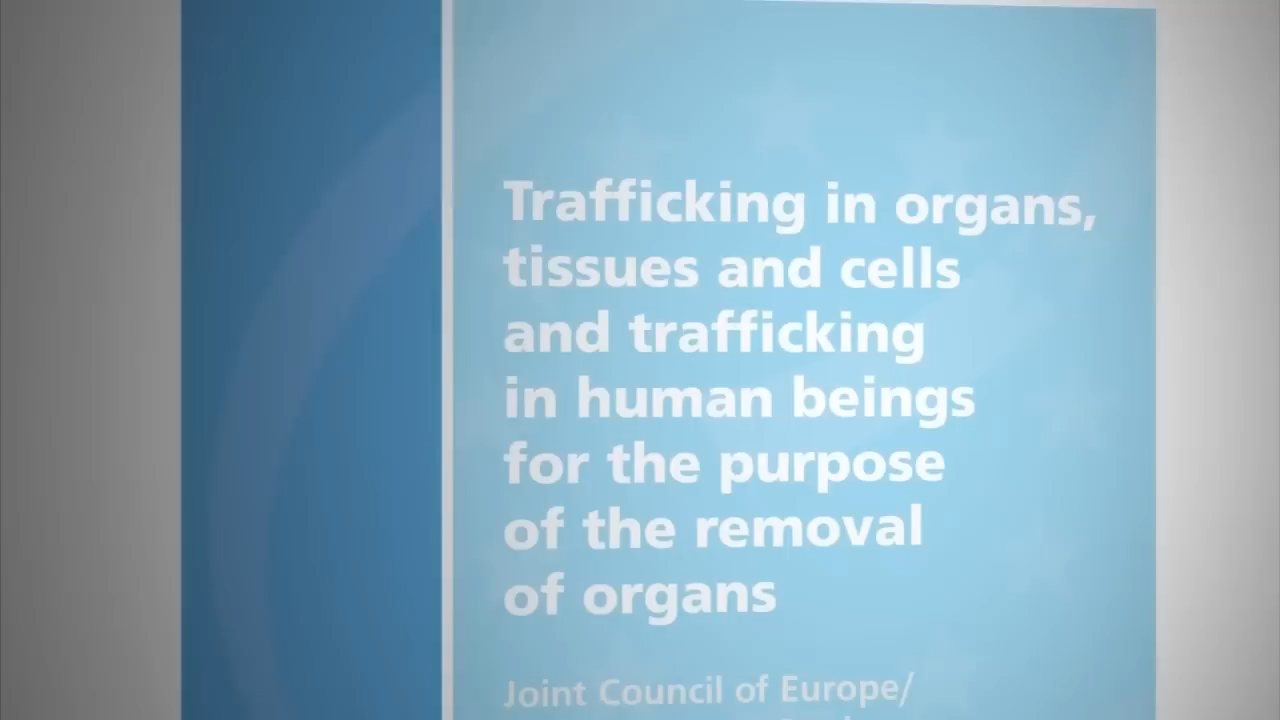 Trafficking in organs,
tissues and cells
and trafficking
in human beings
for the purpose
of the removal
of organs
Joint Council of Europe/